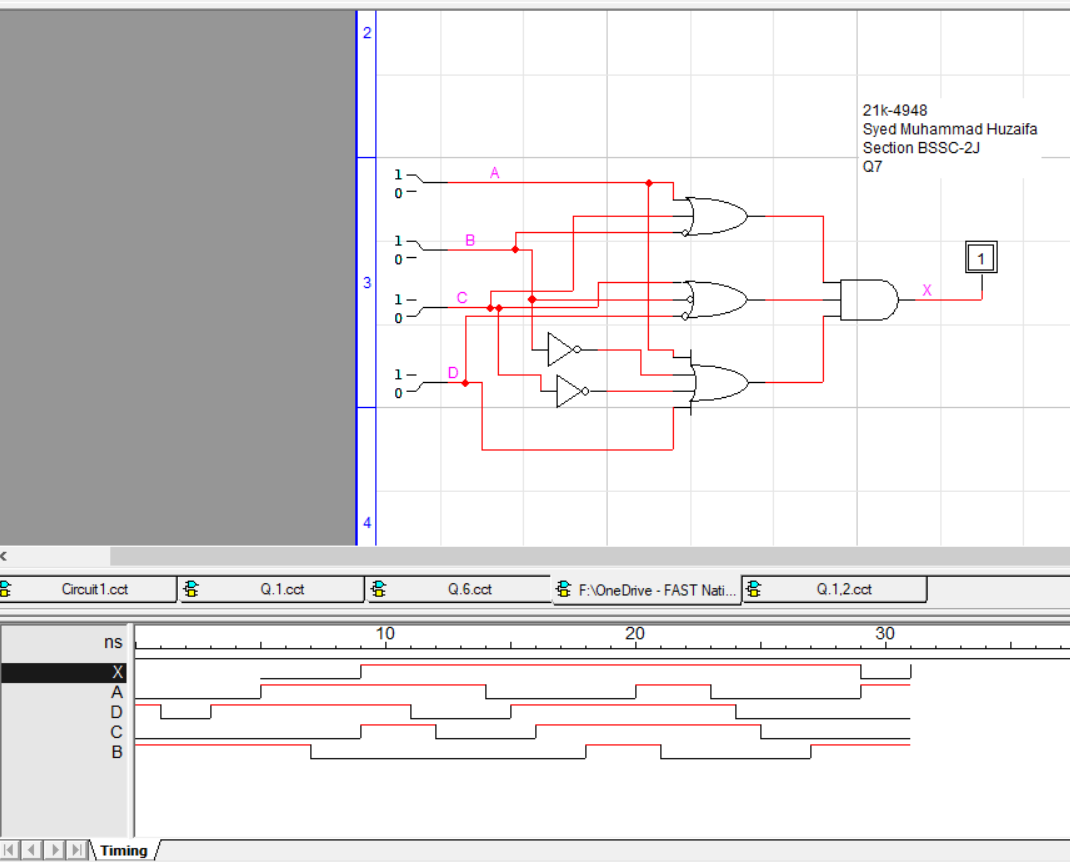 2
21k-4948
Syed Muhammad Huzaifa
Section BSSC-2J
Q7
1
0
A
1
0
B
3
1
0
C
1
0
D
X
1
4
Circuit1.cct
Q.1.cct
Q.6.cct
F:\OneDrive - FAST Nati...
Q.1,2.cct
ns
10
20
30
X
A
D
C
B
Timing